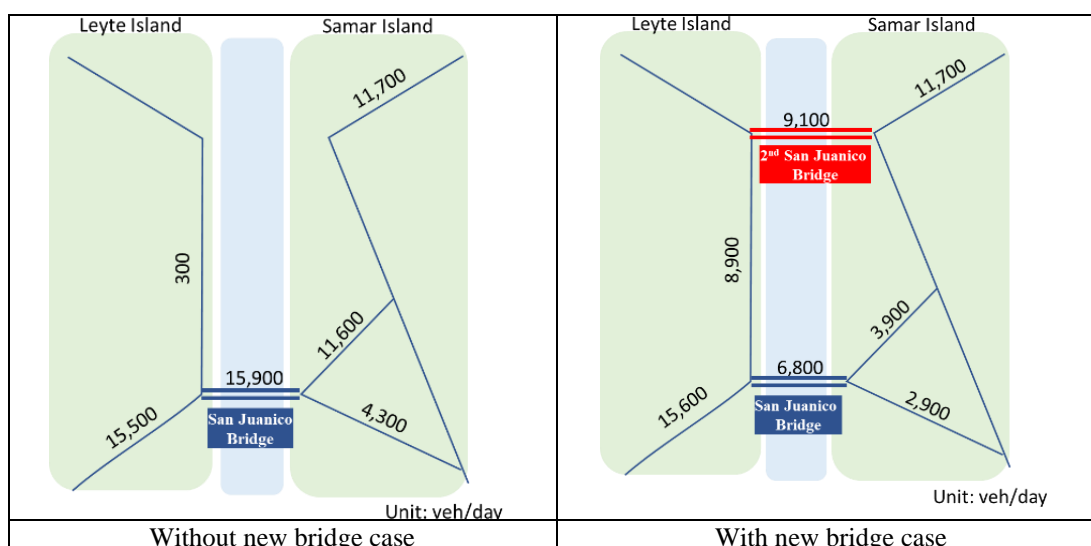 Leyte Island
Samar Island
11,700
300
11,600
15,900
4,300
15,500
San Juanico
Bridge
Unit: veh/day
Without new bridge case
Leyte Island
Samar Island
11,700
9,100
2nd San Juanico
Bridge
8,900
3,900
6,800
2,900
15,600
San Juanico
Bridge
Unit: veh/day
With new bridge case